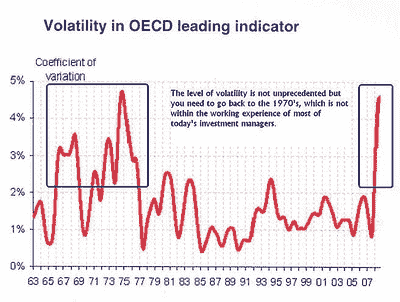 Volatility in OECD leading indicator
Coefficient of
variation
5%
4%
3%
2%
1%
0%
The level of volatility is not unprecedented but
you need to go back to the 1970's, which is not
within the working experience of most of
today's investment managers.
63 65 67 69 71 73 75 77 79 81 83 85 87 89 91 93 95 97 99 01 03 05 07